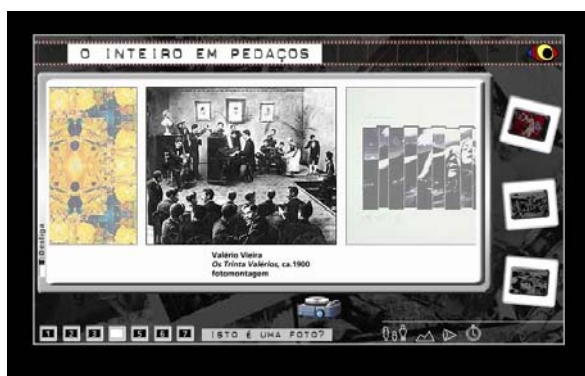 O INTEIRO EM PEDAÇOS
Desliga
Valério Vieira
Os Trinta Valérios, ca.1900
fotomontagem
1 2 3 5 6 7
ISTO É UMA FOTO?